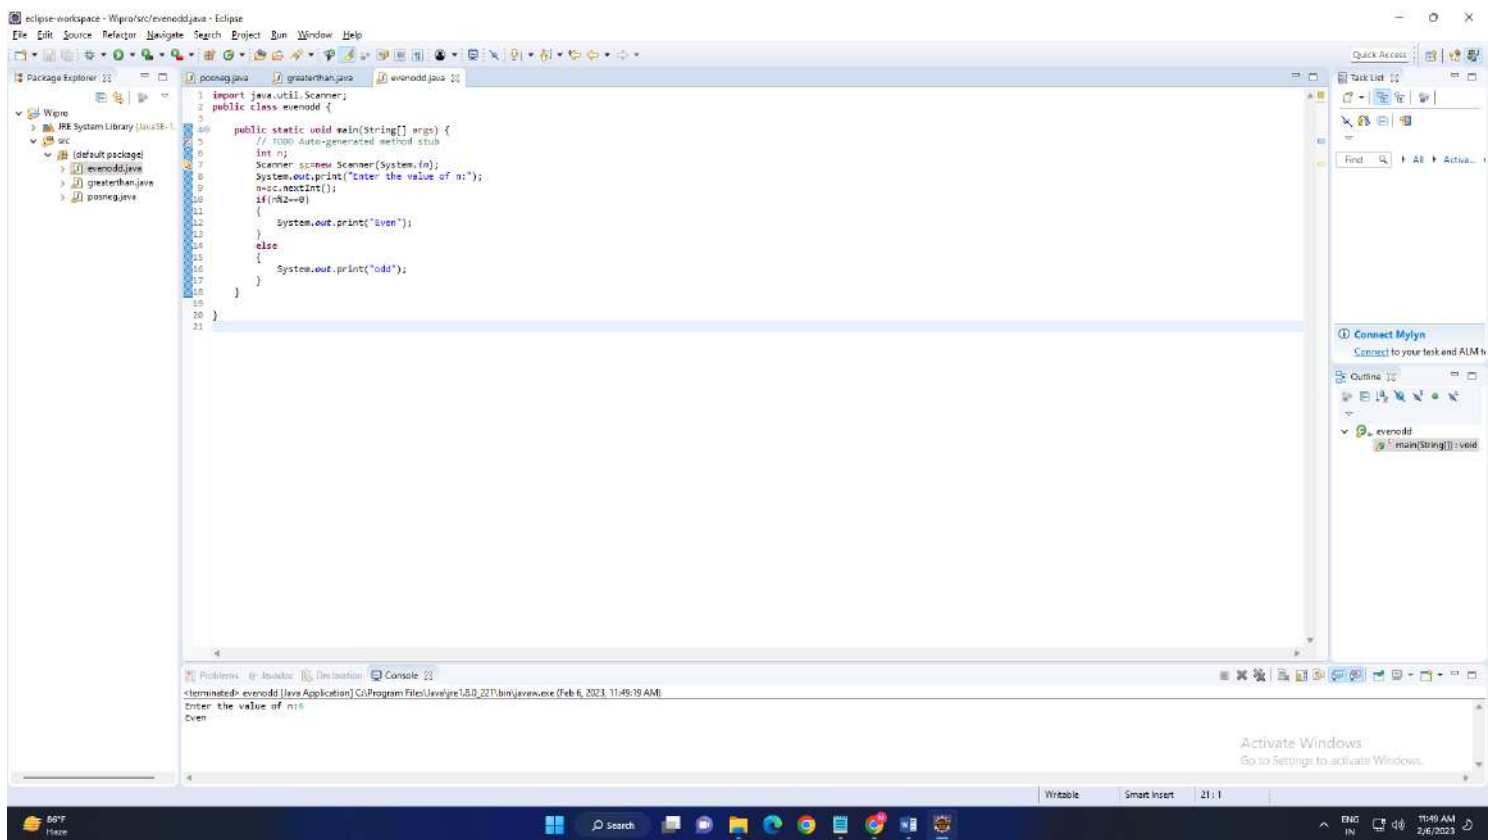 eclipse-workspace - Wipro/src/evenodd.java - Eclipse
File Edit Source Refactor Navigate Search Project Run Window Help
Quick Access
Package Explorer
Wipro
JRE System Library [JavaSE-1.
src
(default package)
evenodd.java
greaterthan.java
posneg.java
posneg.java greaterthan.java evenodd.java
1 import java.util.Scanner;
2 public class evenodd {
3
4 public static void main(String[] args) {
5 // TODO Auto-generated method stub
6 int n;
7 Scanner sc=new Scanner(System.in);
8 System.out.print("Enter the value of n:");
9 n=sc.nextInt();
10 if(n%2==0)
11 {
12 System.out.print("Even");
13 }
14 else
15 {
16 System.out.print("odd");
17 }
18 }
19
20 }
21
Task List
Find All Activa...
Connect Mylyn
Connect to your task and ALM t
Outline
evenodd
main(String[]) : void
Problems @ Javadoc Declaration Console
<terminated> evenodd [Java Application] C:\Program Files\Java\jre1.8.0_221\bin\javaw.exe (Feb 6, 2023, 11:49:19 AM)
Enter the value of n:6
Even
Activate Windows
Go to Settings to activate Windows.
Writable Smart Insert 21 : 1
86°F
Haze
Search
ENG
IN
11:49 AM
2/6/2023